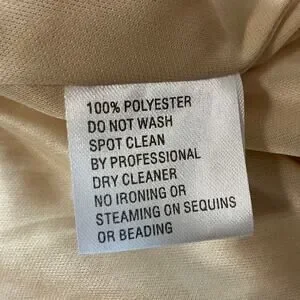 100% POLYESTER
DO NOT WASH
SPOT CLEAN
BY PROFESSIONAL
DRY CLEANER
NO IRONING OR
STEAMING ON SEQUINS
OR BEADING